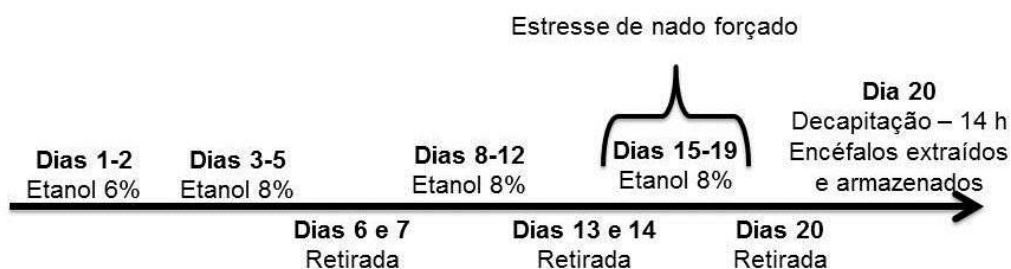 Estresse de nado forçado
Dias 1-2
Etanol 6%
Dias 3-5
Etanol 8%
Dias 6 e 7
Retirada
Dias 8-12
Etanol 8%
Dias 13 e 14
Retirada
Dias 15-19
Etanol 8%
Dias 20
Retirada
Dia 20
Decapitação – 14 h
Encéfalos extraídos
e armazenados